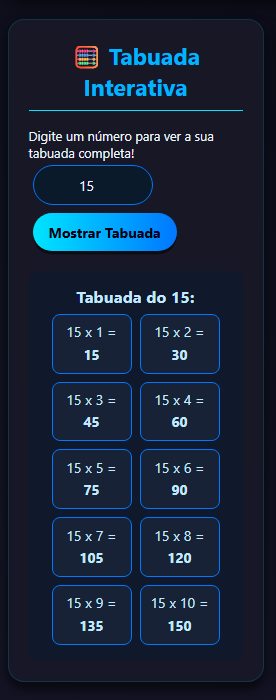 🧮 Tabuada
Interativa
Digite um número para ver a sua
tabuada completa!
15
Mostrar Tabuada
Tabuada do 15:
15 x 1 =
15
15 x 2 =
30
15 x 3 =
45
15 x 4 =
60
15 x 5 =
75
15 x 6 =
90
15 x 7 =
105
15 x 8 =
120
15 x 9 =
135
15 x 10 =
150